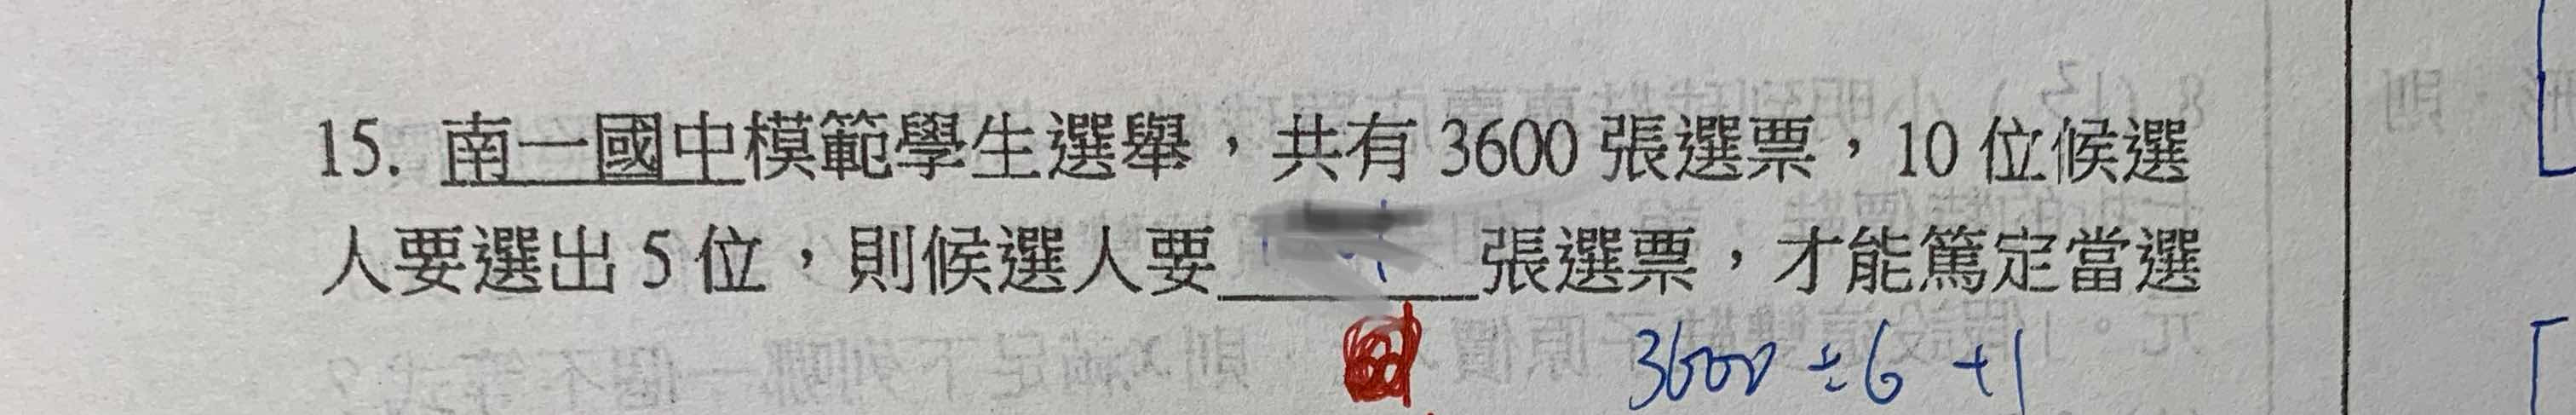 15. 南一國中模範學生選舉，共有 3600 張選票，10 位候選
人要選出 5 位，則候選人要______張選票，才能篤定當選
3600 ÷ 6 + 1